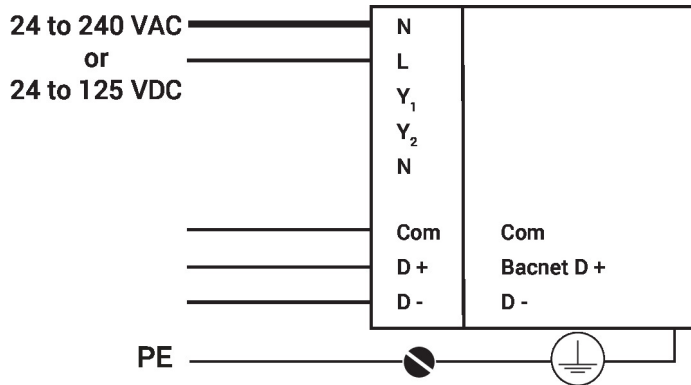 24 to 240 VAC
or
24 to 125 VDC
N
L
Y1
Y2
N
Com Com
D + Bacnet D +
D - D -
PE